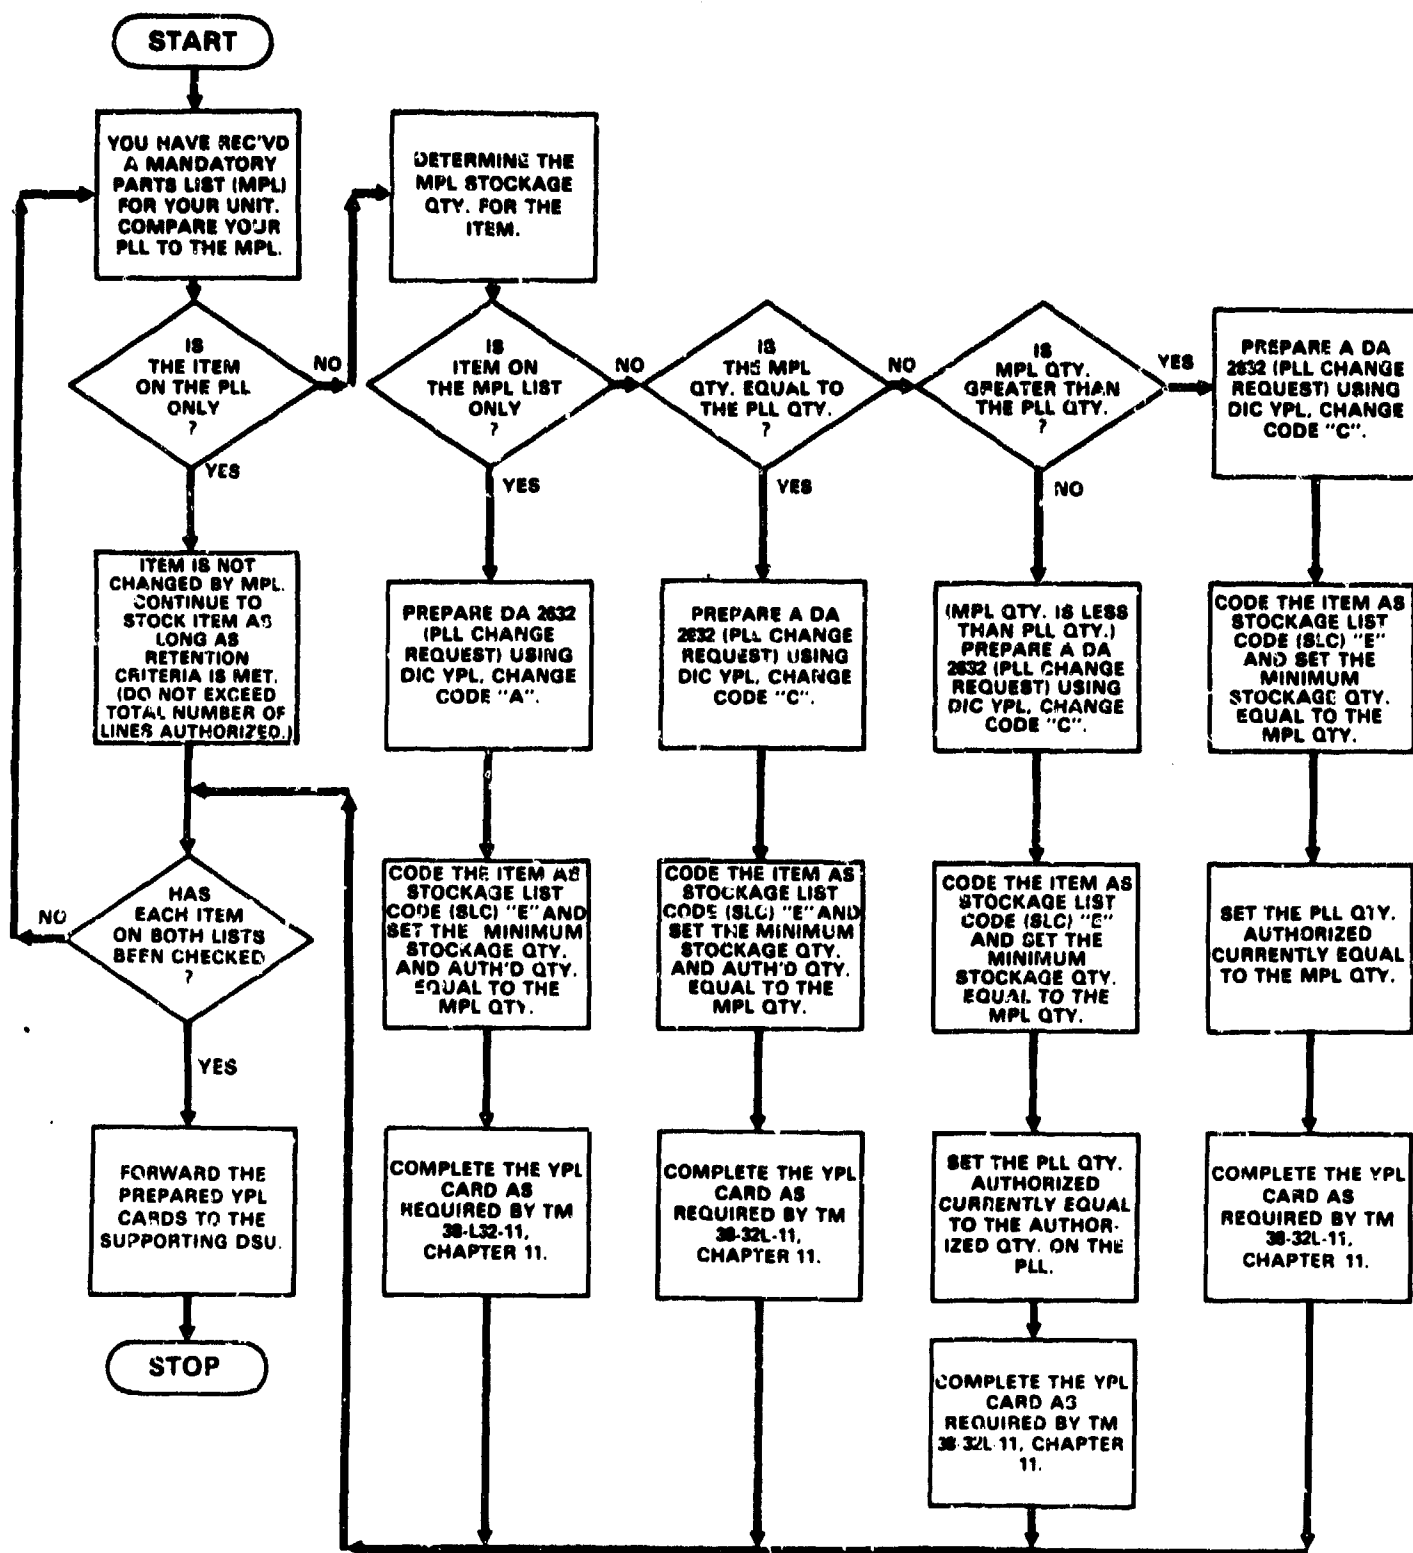 START
YOU HAVE REC'VD
A MANDATORY
PARTS LIST (MPL)
FOR YOUR UNIT.
COMPARE YOUR
PLL TO THE MPL.
DETERMINE THE
MPL STOCKAGE
QTY. FOR THE
ITEM.
IS
THE ITEM
ON THE PLL
ONLY
?
NO
YES
IS
ITEM ON
THE MPL LIST
ONLY
?
NO
YES
IS
THE MPL
QTY. EQUAL TO
THE PLL QTY.
?
NO
YES
IS
MPL QTY.
GREATER THAN
THE PLL QTY.
?
YES
NO
PREPARE A DA
2832 (PLL CHANGE
REQUEST) USING
DIC YPL, CHANGE
CODE "C".
ITEM IS NOT
CHANGED BY MPL.
CONTINUE TO
STOCK ITEM AS
LONG AS
RETENTION
CRITERIA IS MET.
(DO NOT EXCEED
TOTAL NUMBER OF
LINES AUTHORIZED.)
PREPARE DA 2632
(PLL CHANGE
REQUEST) USING
DIC YPL, CHANGE
CODE "A".
PREPARE A DA
2632 (PLL CHANGE
REQUEST) USING
DIC YPL, CHANGE
CODE "C".
(MPL QTY. IS LESS
THAN PLL QTY.)
PREPARE A DA
2632 (PLL CHANGE
REQUEST) USING
DIC YPL, CHANGE
CODE "C".
CODE THE ITEM AS
STOCKAGE LIST
CODE (SLC) "E"
AND SET THE
MINIMUM
STOCKAGE QTY.
EQUAL TO THE
MPL QTY.
HAS
EACH ITEM
ON BOTH LISTS
BEEN CHECKED
?
NO
YES
CODE THE ITEM AS
STOCKAGE LIST
CODE (SLC) "E" AND
SET THE MINIMUM
STOCKAGE QTY.
AND AUTH'D QTY.
EQUAL TO THE
MPL QTY.
CODE THE ITEM AS
STOCKAGE LIST
CODE (SLC) "E" AND
SET THE MINIMUM
STOCKAGE QTY.
AND AUTH'D QTY.
EQUAL TO THE
MPL QTY.
CODE THE ITEM AS
STOCKAGE LIST
CODE (SLC) "E"
AND SET THE
MINIMUM
STOCKAGE QTY.
EQUAL TO THE
MPL QTY.
SET THE PLL QTY.
AUTHORIZED
CURRENTLY EQUAL
TO THE MPL QTY.
FORWARD THE
PREPARED YPL
CARDS TO THE
SUPPORTING DSU.
COMPLETE THE YPL
CARD AS
REQUIRED BY TM
38-L32-11,
CHAPTER 11.
COMPLETE THE YPL
CARD AS
REQUIRED BY TM
38-32L-11,
CHAPTER 11.
SET THE PLL QTY.
AUTHORIZED
CURRENTLY EQUAL
TO THE AUTHOR-
IZED QTY. ON THE
PLL.
COMPLETE THE YPL
CARD AS
REQUIRED BY TM
38-32L-11,
CHAPTER 11.
STOP
COMPLETE THE YPL
CARD AS
REQUIRED BY TM
38-32L-11, CHAPTER
11.